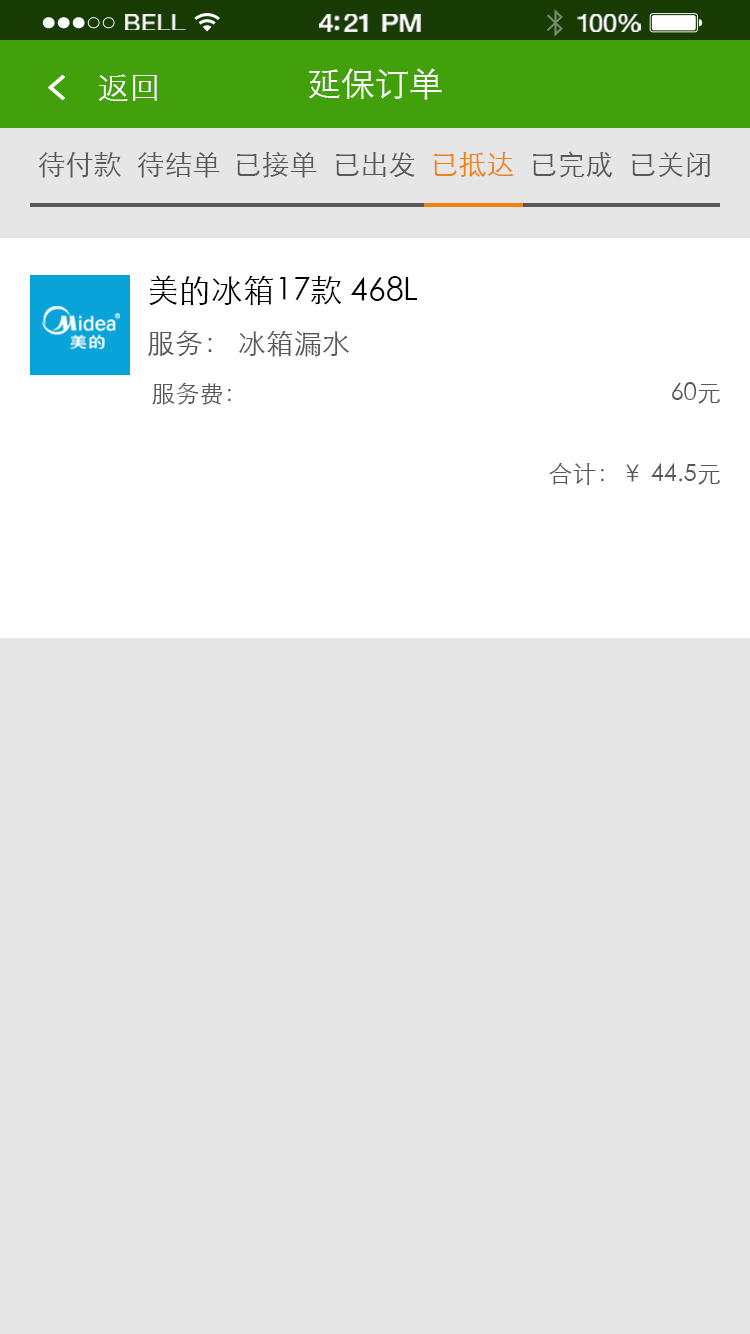 BELL 4:21 PM 100%
返回 延保订单
待付款 待结单 已接单 已出发 已抵达 已完成 已关闭
美的冰箱17款 468L
Midea®
美的
服务： 冰箱漏水
服务费： 60元
合计：￥ 44.5元